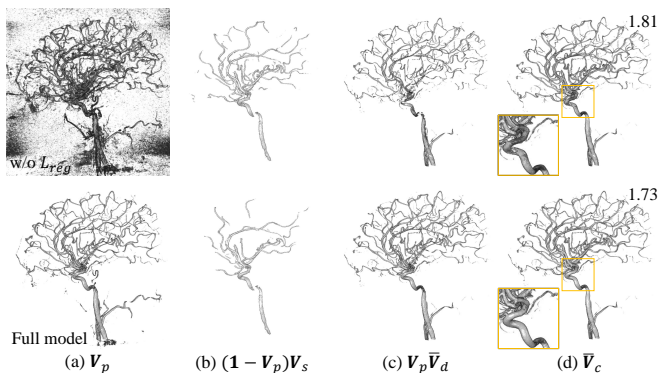 1.81
w/o L_reg
1.73
Full model
(a) V_p (b) (1 − V_p)V_s (c) V_p V̅_d (d) V̅_c